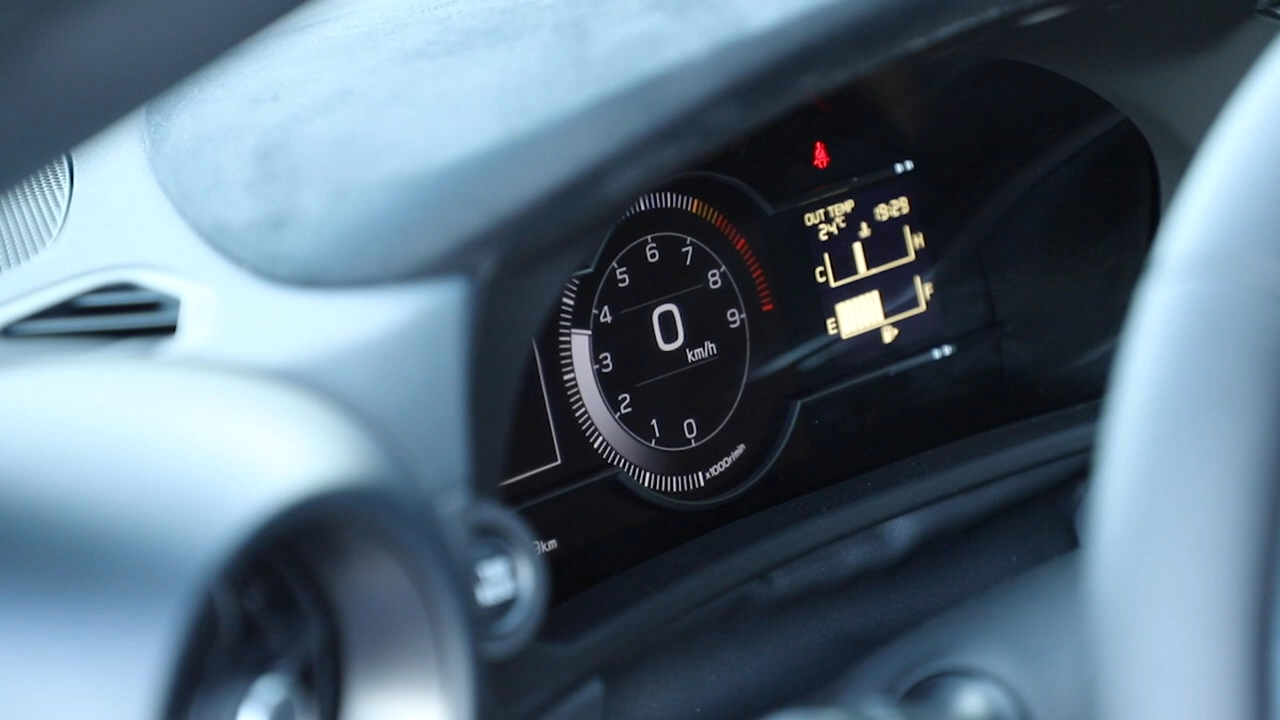 OUT TEMP 19:29
24℃
C H
E F
6 7
5 8
4 9
0
km/h
3
2
1 0
x1000r/min
km